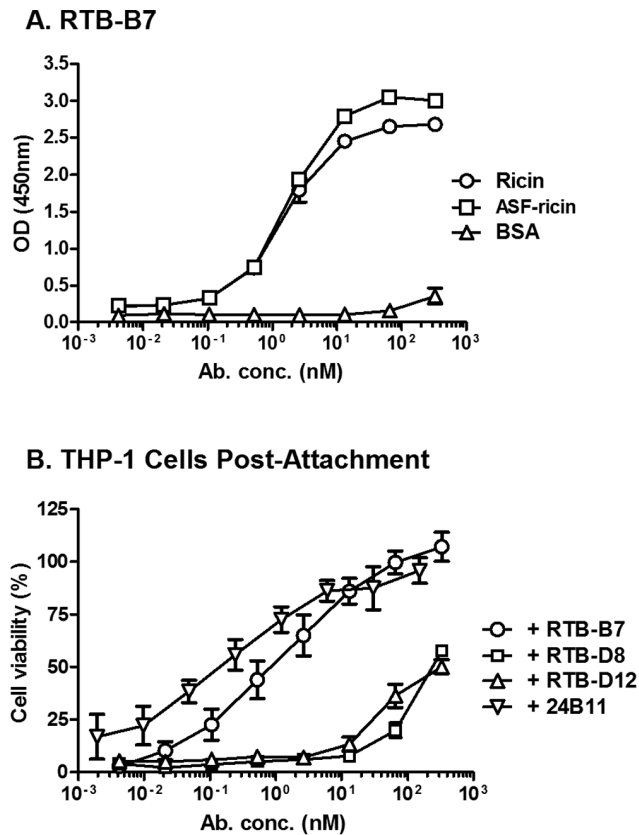 A. RTB-B7
OD (450nm)
3.5
3.0
2.5
2.0
1.5
1.0
0.5
0.0
10⁻³ 10⁻² 10⁻¹ 10⁰ 10¹ 10² 10³
Ab. conc. (nM)
Ricin
ASF-ricin
BSA
B. THP-1 Cells Post-Attachment
Cell viability (%)
125
100
75
50
25
0
10⁻³ 10⁻² 10⁻¹ 10⁰ 10¹ 10² 10³
Ab. conc. (nM)
+ RTB-B7
+ RTB-D8
+ RTB-D12
+ 24B11